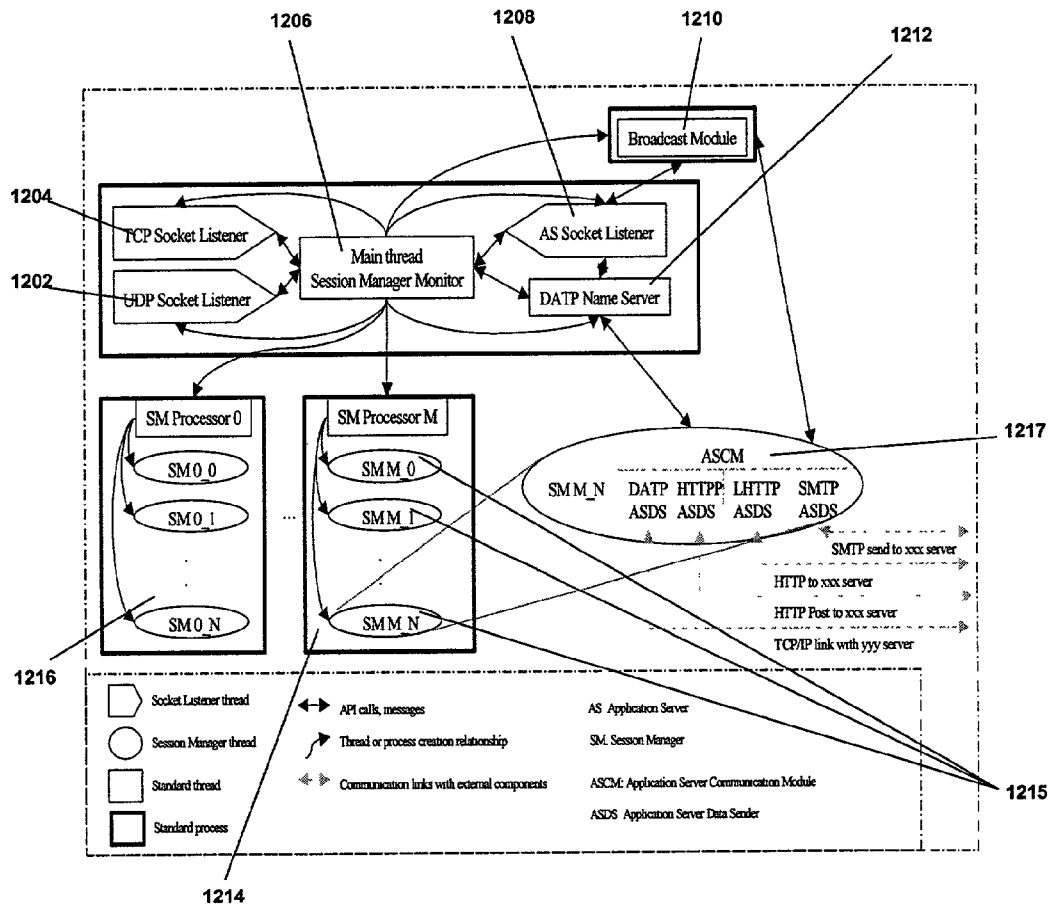 1206
1208
1210
1212
Broadcast Module
1204
TCP Socket Listener
AS Socket Listener
Main thread
Session Manager Monitor
1202
UDP Socket Listener
DATP Name Server
SM Processor 0
SM Processor M
1217
ASCM
SM0_0
SMM_0
SM M_N
DATP HTTPP LHTTP SMTP
ASDS ASDS ASDS ASDS
SM0_1
...
SMM_1
SMTP send to xxx server
HTTP to xxx server
HTTP Post to xxx server
SM0_N
SMM_N
TCP/IP link with yyy server
1216
Socket Listener thread
API calls, messages
AS Application Server
Session Manager thread
Thread or process creation relationship
SM. Session Manager
Standard thread
Communication links with external components
ASCM: Application Server Communication Module
1215
ASDS Application Server Data Sender
Standard process
1214